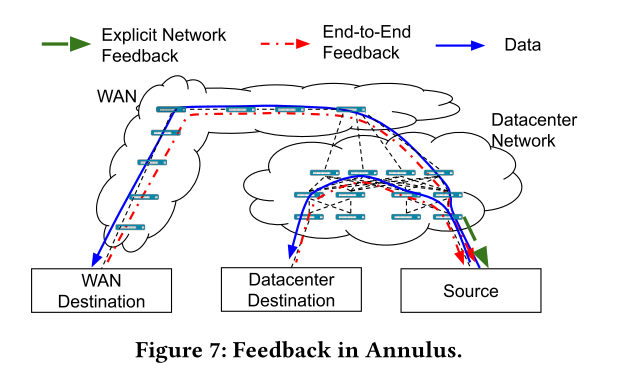 Explicit Network
Feedback
End-to-End
Feedback
Data
WAN
Datacenter
Network
WAN
Destination
Datacenter
Destination
Source
Figure 7: Feedback in Annulus.